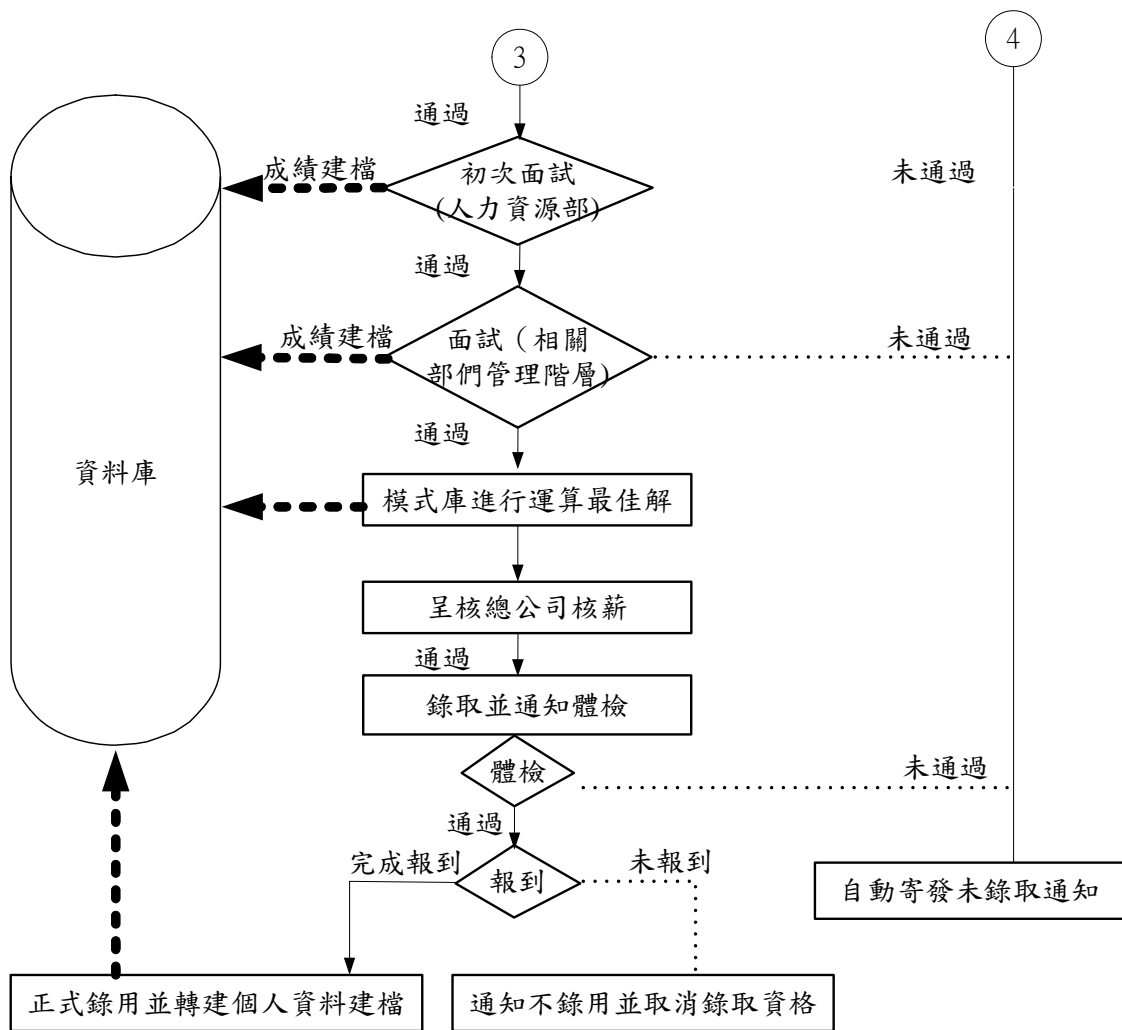 3
4
通過
成績建檔
初次面試
(人力資源部)
未通過
通過
成績建檔
面試（相關
部們管理階層)
未通過
通過
資料庫
模式庫進行運算最佳解
呈核總公司核薪
通過
錄取並通知體檢
體檢
未通過
通過
完成報到
報到
未報到
自動寄發未錄取通知
正式錄用並轉建個人資料建檔
通知不錄用並取消錄取資格